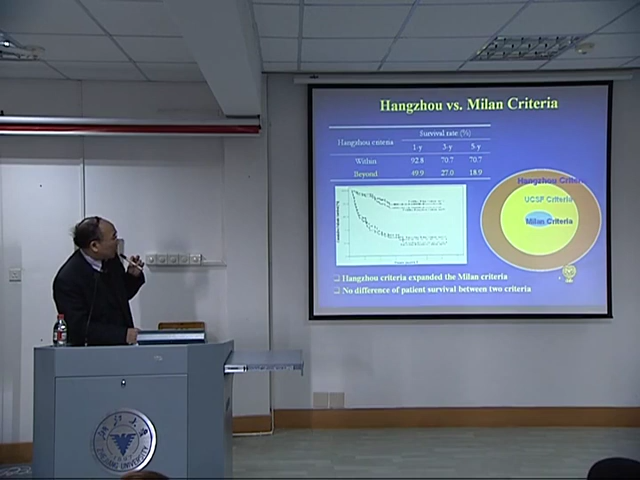 Hangzhou vs. Milan Criteria
Hangzhou criteria
Survival rate (%)
1-y 3-y 5-y
Within 92.8 70.7 70.7
Beyond 49.9 27.0 18.9
Hangzhou Criteria
UCSF Criteria
Milan Criteria
❑ Hangzhou criteria expanded the Milan criteria
❑ No difference of patient survival between two criteria
ZHEJIANG UNIVERSITY